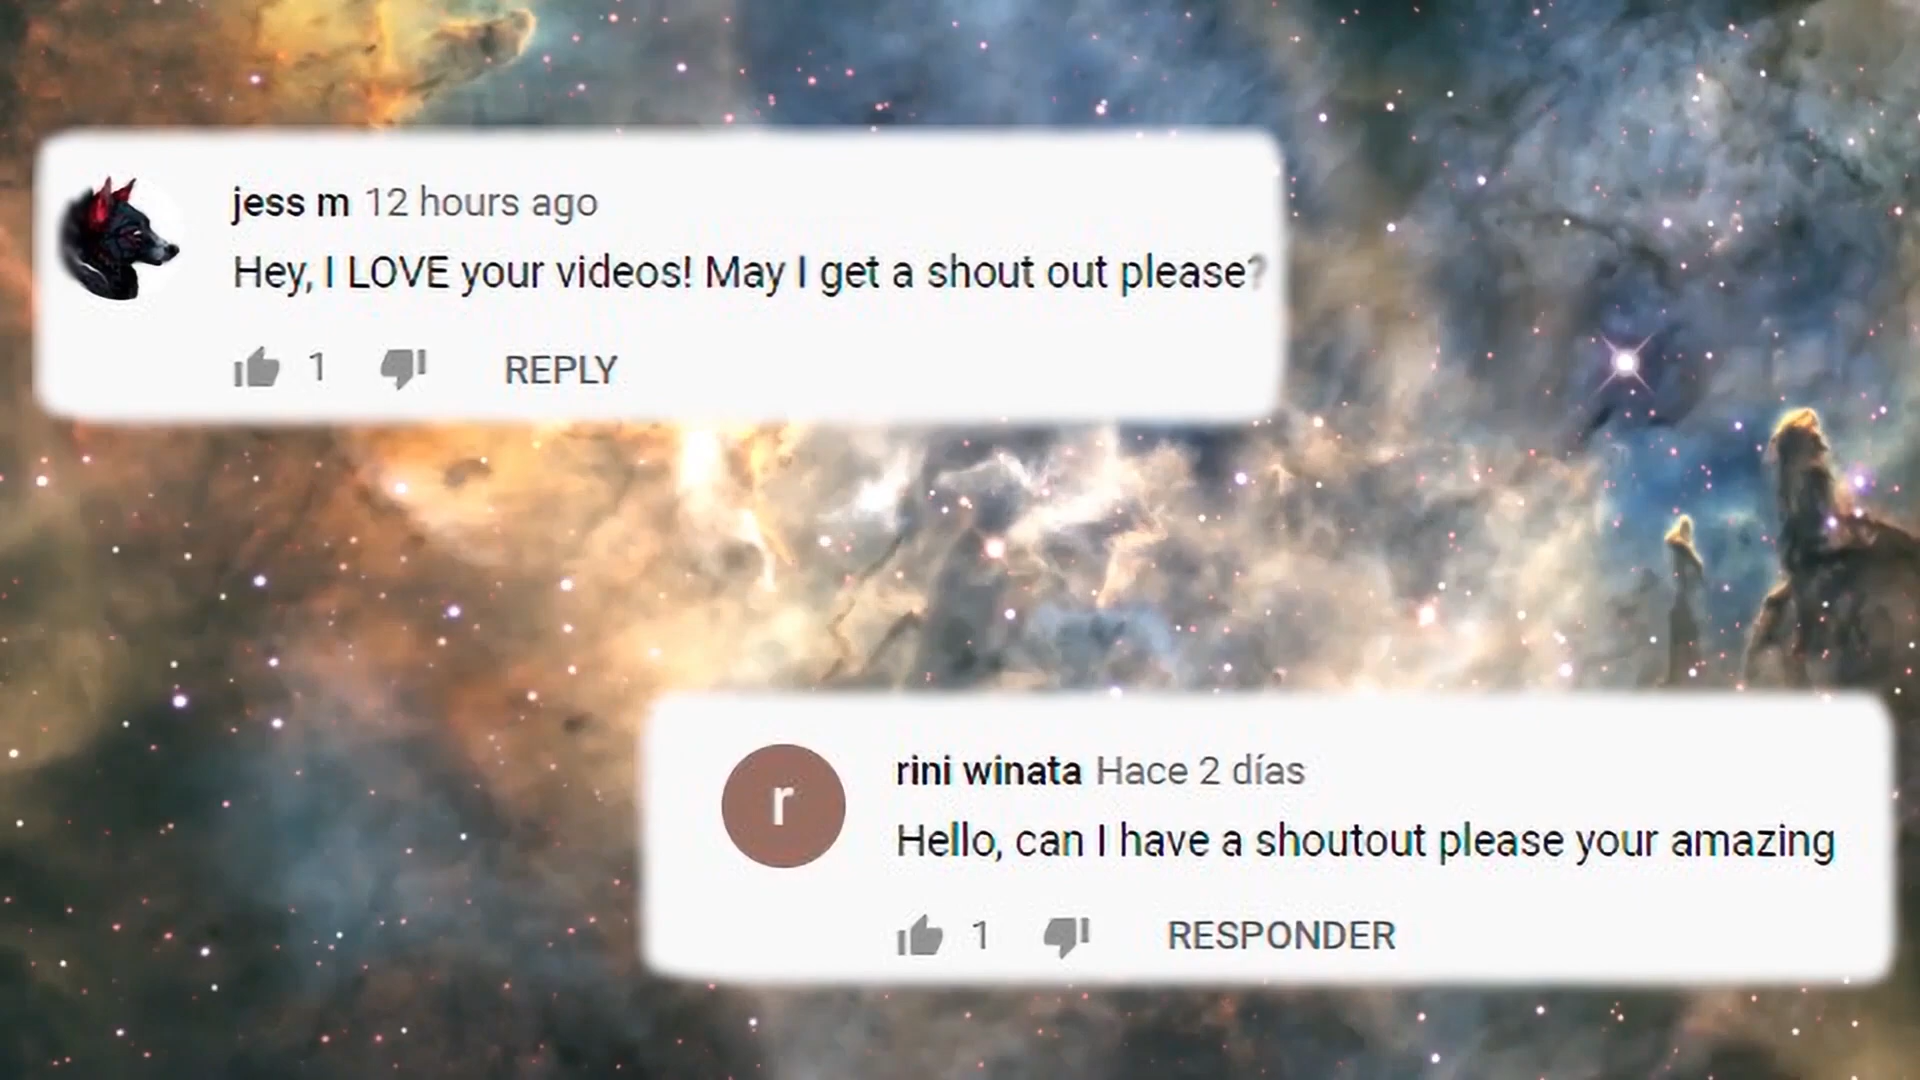 jess m 12 hours ago
Hey, I LOVE your videos! May I get a shout out please?
1 REPLY
r
rini winata Hace 2 días
Hello, can I have a shoutout please your amazing
1 RESPONDER